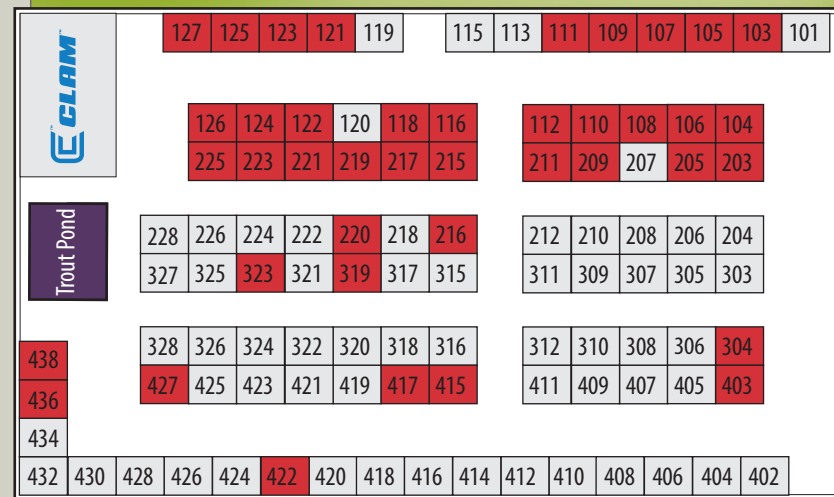 127 125 123 121 119 115 113 111 109 107 105 103 101
™ CLAM ™
126 124 122 120 118 116 112 110 108 106 104
225 223 221 219 217 215 211 209 207 205 203
Trout Pond
228 226 224 222 220 218 216 212 210 208 206 204
327 325 323 321 319 317 315 311 309 307 305 303
328 326 324 322 320 318 316 312 310 308 306 304
438
427 425 423 421 419 417 415 411 409 407 405 403
436
434
432 430 428 426 424 422 420 418 416 414 412 410 408 406 404 402